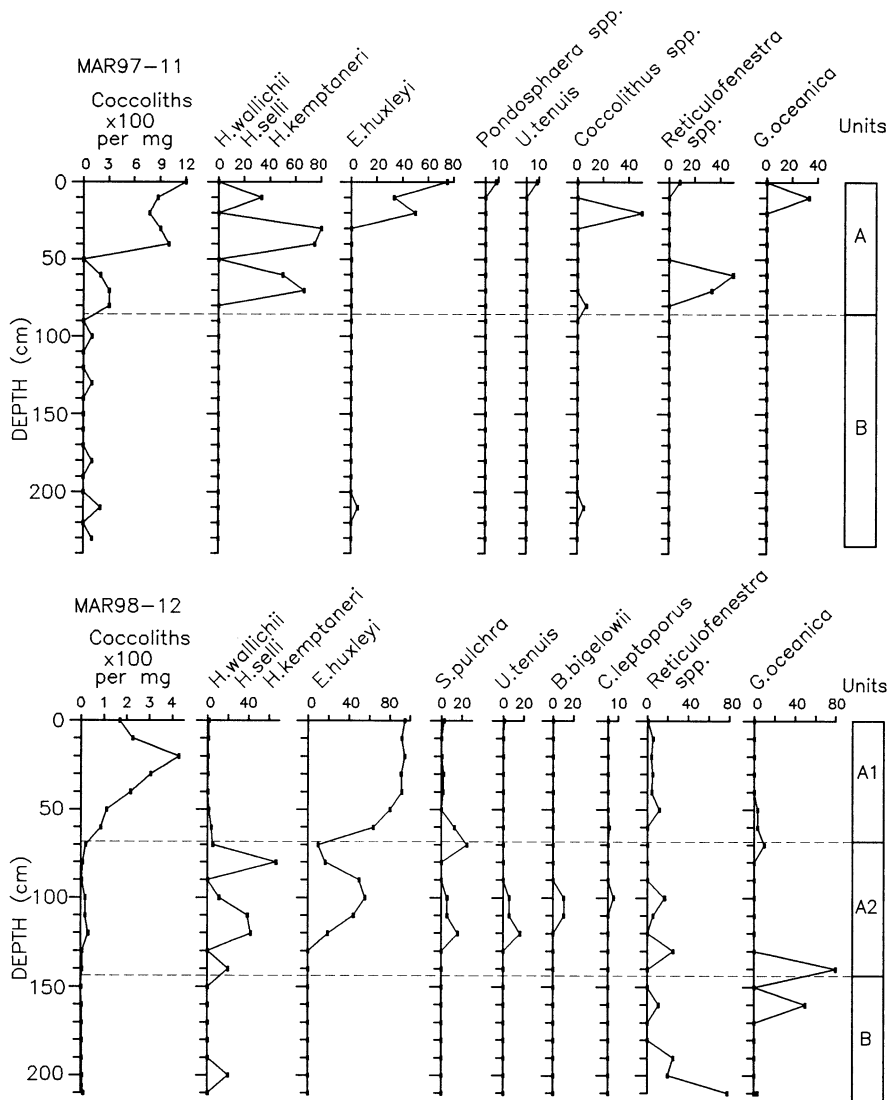 MAR97-11
Coccoliths
x100
per mg
H.wallichii
H.selli
H.kemptaneri
E.huxleyi
Pondosphaera spp.
U.tenuis
Coccolithus spp.
Reticulofenestra
spp.
G.oceanica
Units
0 3 6 9 12
0 20 40 60 80
0 20 40 60 80
0 10
0 10
0 20 40
0 20 40
0 20 40
0
50
100
150
200
DEPTH (cm)
A
B
MAR98-12
Coccoliths
x100
per mg
H.wallichii
H.selli
H.kemptaneri
E.huxleyi
S.pulchra
U.tenuis
B.bigelowii
C.leptoporus
Reticulofenestra
spp.
G.oceanica
Units
0 1 2 3 4
0 40
0 40 80
0 20
0 20
0 20
0 10
0 40 80
0 40 80
0
50
100
150
200
DEPTH (cm)
A1
A2
B